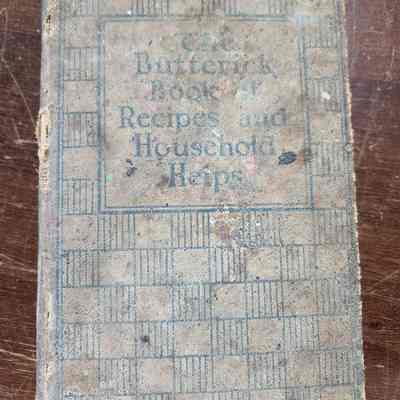 The
Butterick
Book of
Recipes and
Household
Helps